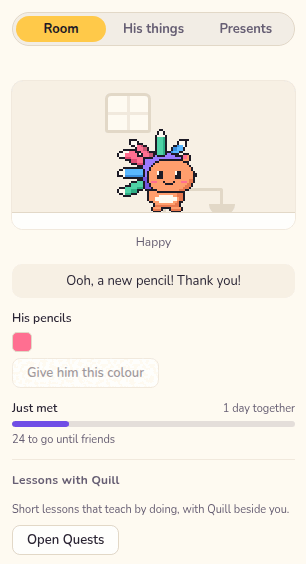 Room
His things
Presents
Happy
Ooh, a new pencil! Thank you!
His pencils
Give him this colour
Just met
1 day together
24 to go until friends
Lessons with Quill
Short lessons that teach by doing, with Quill beside you.
Open Quests